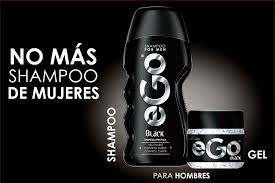 NO MÁS
SHAMPOO
DE MUJERES
SHAMPOO
SHAMPOO
FOR MEN
eGo
BLACK
eGo
BLACK
GEL
PARA HOMBRES